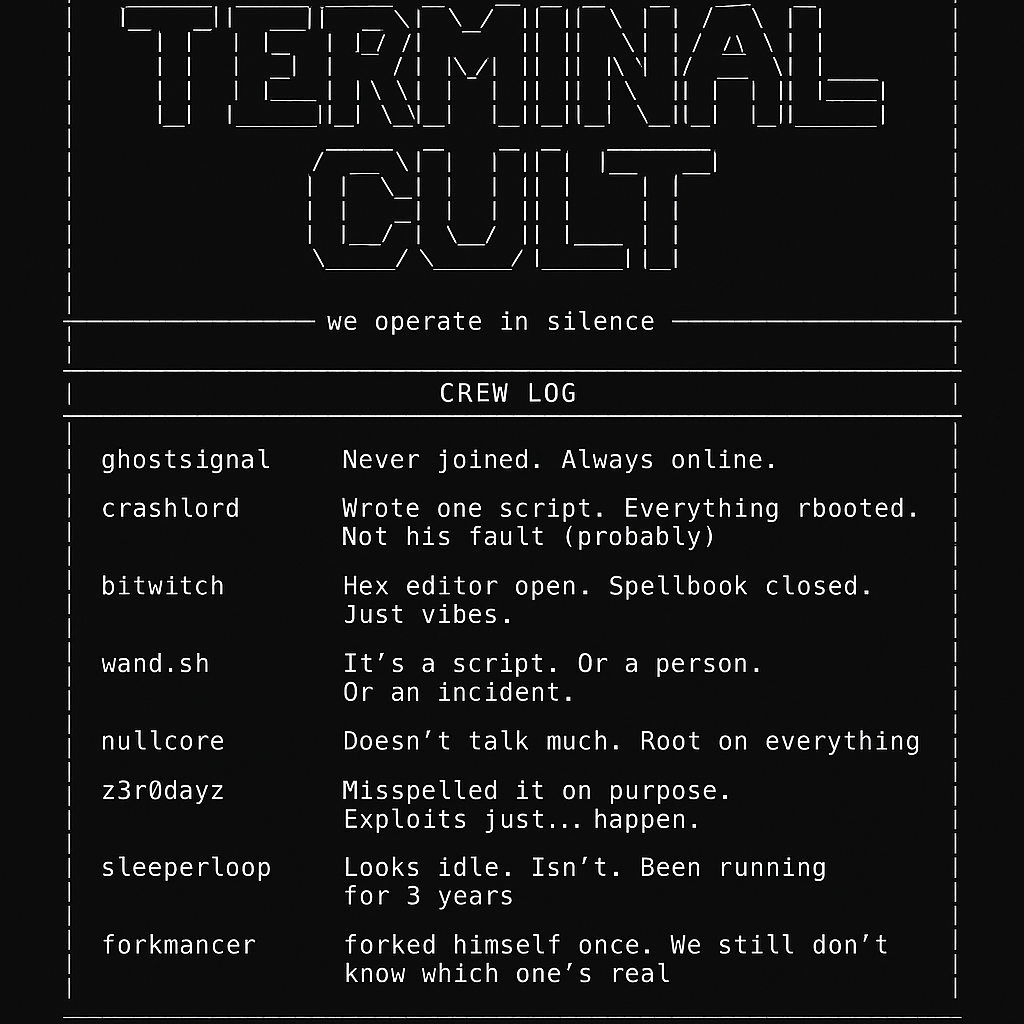 TERMINAL
CULT
we operate in silence
CREW LOG
ghostsignal Never joined. Always online.
crashlord Wrote one script. Everything rbooted.
Not his fault (probably)
bitwitch Hex editor open. Spellbook closed.
Just vibes.
wand.sh It’s a script. Or a person.
Or an incident.
nullcore Doesn’t talk much. Root on everything
z3r0dayz Misspelled it on purpose.
Exploits just... happen.
sleeperloop Looks idle. Isn’t. Been running
for 3 years
forkmancer forked himself once. We still don’t
know which one’s real